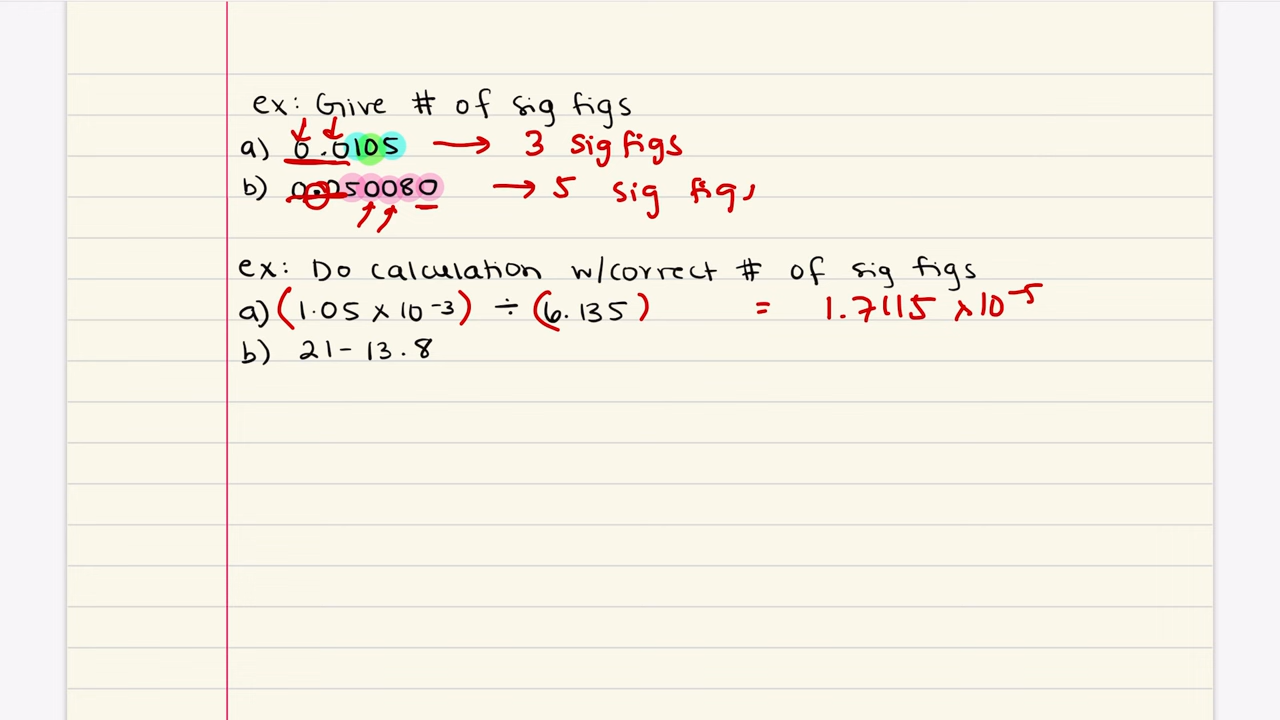 ex: Give # of sig figs
a) 0.0105 → 3 sig figs
b) 0.050080 → 5 sig figs
ex: Do calculation w/correct # of sig figs
a) (1.05 x 10⁻³) ÷ (6.135) = 1.7115 x 10⁻⁵
b) 21 - 13.8